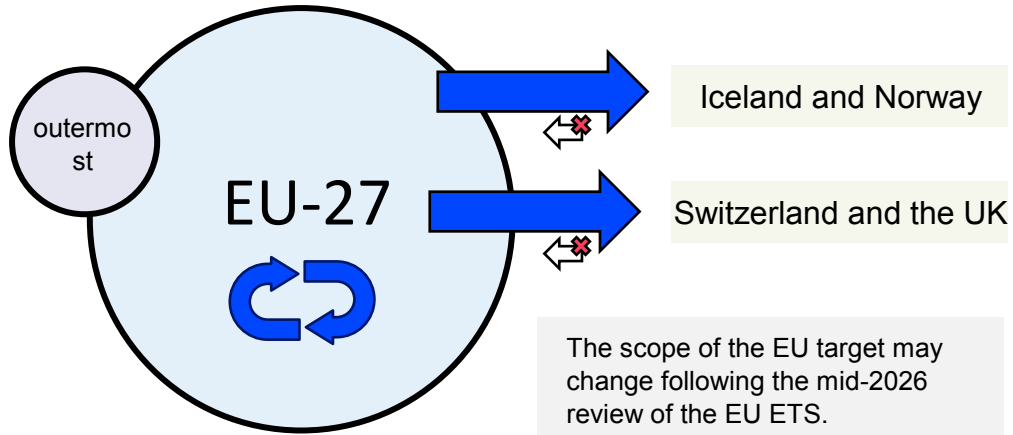 Iceland and Norway
outermo
st
EU-27
Switzerland and the UK
The scope of the EU target may
change following the mid-2026
review of the EU ETS.